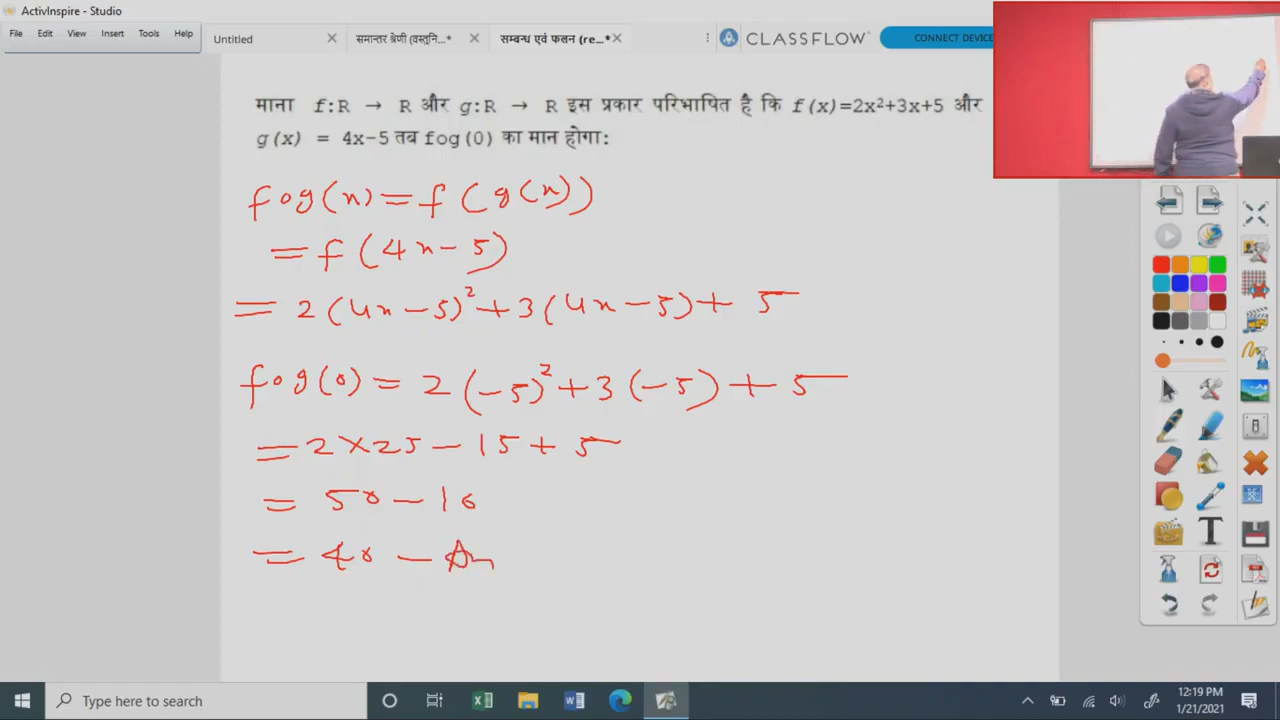 ActivInspire - Studio
File Edit View Insert Tools Help
Untitled
समान्तर श्रेणी (वस्तुनि...*
सम्बन्ध एवं फलन (re...*
CLASSFLOW
CONNECT DEVICE
माना f:R → R और g:R → R इस प्रकार परिभाषित है कि f(x)=2x²+3x+5 और
g(x) = 4x-5 तब fog(0) का मान होगा:
fog(x) = f(g(x))
= f(4x-5)
= 2(4x-5)² + 3(4x-5) + 5
fog(0) = 2(-5)² + 3(-5) + 5
= 2×25 - 15 + 5
= 50 - 10
= 40 - An
Type here to search
12:19 PM
1/21/2021